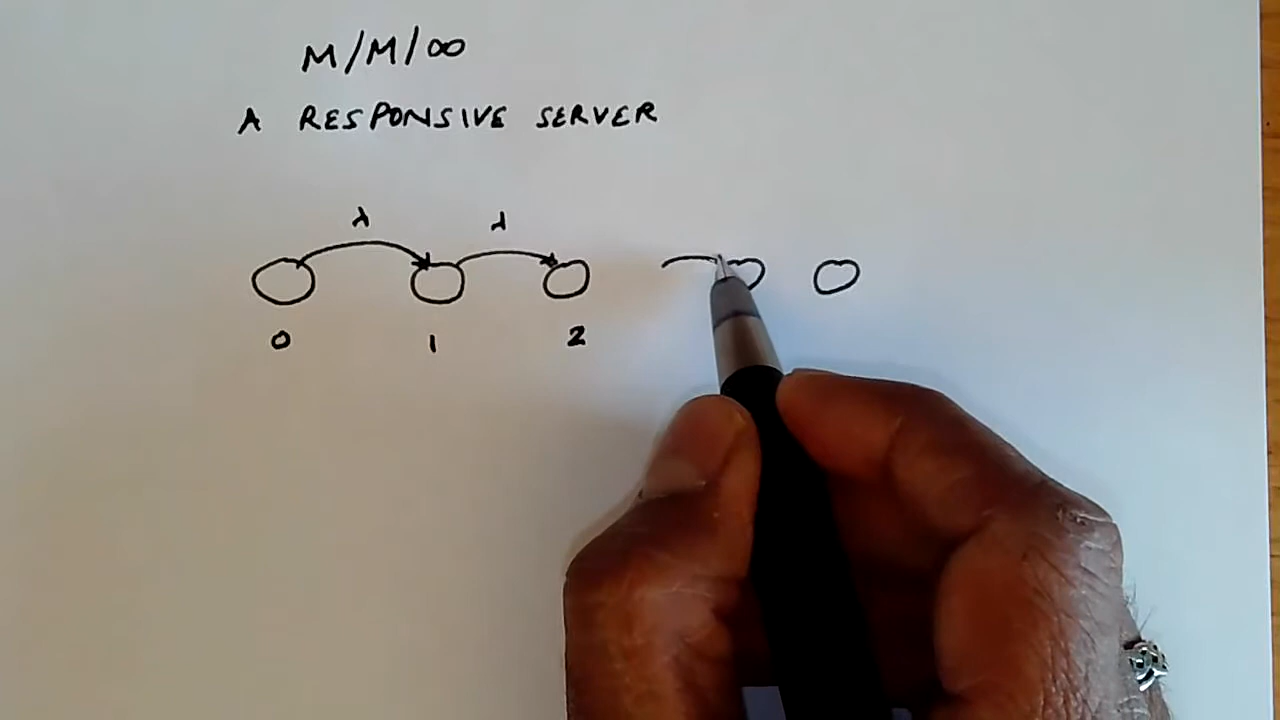 M/M/∞
A RESPONSIVE SERVER
λ λ
0 1 2